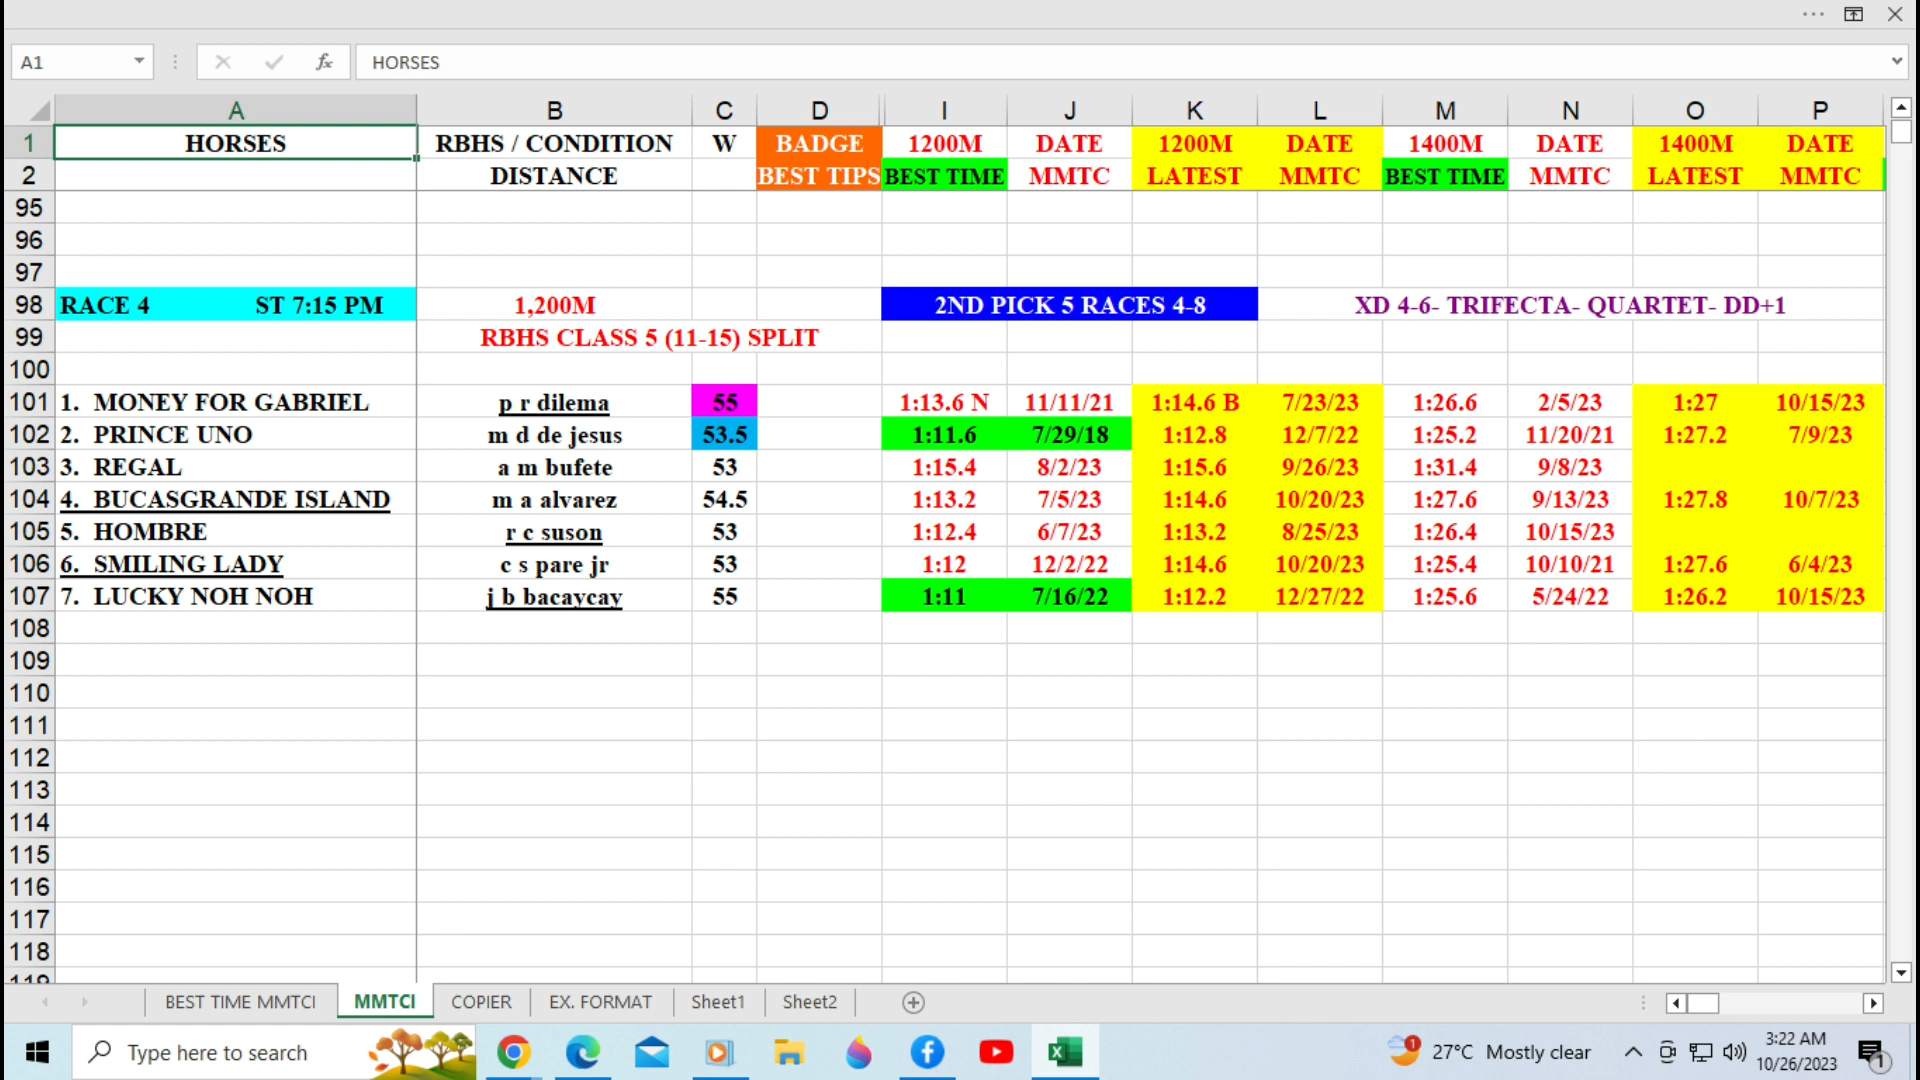 A1 fx HORSES
A B C D I J K L M N O P
1 HORSES RBHS / CONDITION W BADGE 1200M DATE 1200M DATE 1400M DATE 1400M DATE
2 DISTANCE BEST TIPS BEST TIME MMTC LATEST MMTC BEST TIME MMTC LATEST MMTC
95
96
97
98 RACE 4 ST 7:15 PM 1,200M 2ND PICK 5 RACES 4-8 XD 4-6- TRIFECTA- QUARTET- DD+1
99 RBHS CLASS 5 (11-15) SPLIT
100
101 1. MONEY FOR GABRIEL p r dilema 55 1:13.6 N 11/11/21 1:14.6 B 7/23/23 1:26.6 2/5/23 1:27 10/15/23
102 2. PRINCE UNO m d de jesus 53.5 1:11.6 7/29/18 1:12.8 12/7/22 1:25.2 11/20/21 1:27.2 7/9/23
103 3. REGAL a m bufete 53 1:15.4 8/2/23 1:15.6 9/26/23 1:31.4 9/8/23
104 4. BUCASGRANDE ISLAND m a alvarez 54.5 1:13.2 7/5/23 1:14.6 10/20/23 1:27.6 9/13/23 1:27.8 10/7/23
105 5. HOMBRE r c suson 53 1:12.4 6/7/23 1:13.2 8/25/23 1:26.4 10/15/23
106 6. SMILING LADY c s pare jr 53 1:12 12/2/22 1:14.6 10/20/23 1:25.4 10/10/21 1:27.6 6/4/23
107 7. LUCKY NOH NOH j b bacaycay 55 1:11 7/16/22 1:12.2 12/27/22 1:25.6 5/24/22 1:26.2 10/15/23
108
109
110
111
112
113
114
115
116
117
118
119
BEST TIME MMTCI MMTCI COPIER EX. FORMAT Sheet1 Sheet2
Type here to search 1 27°C Mostly clear 3:22 AM 1
10/26/2023